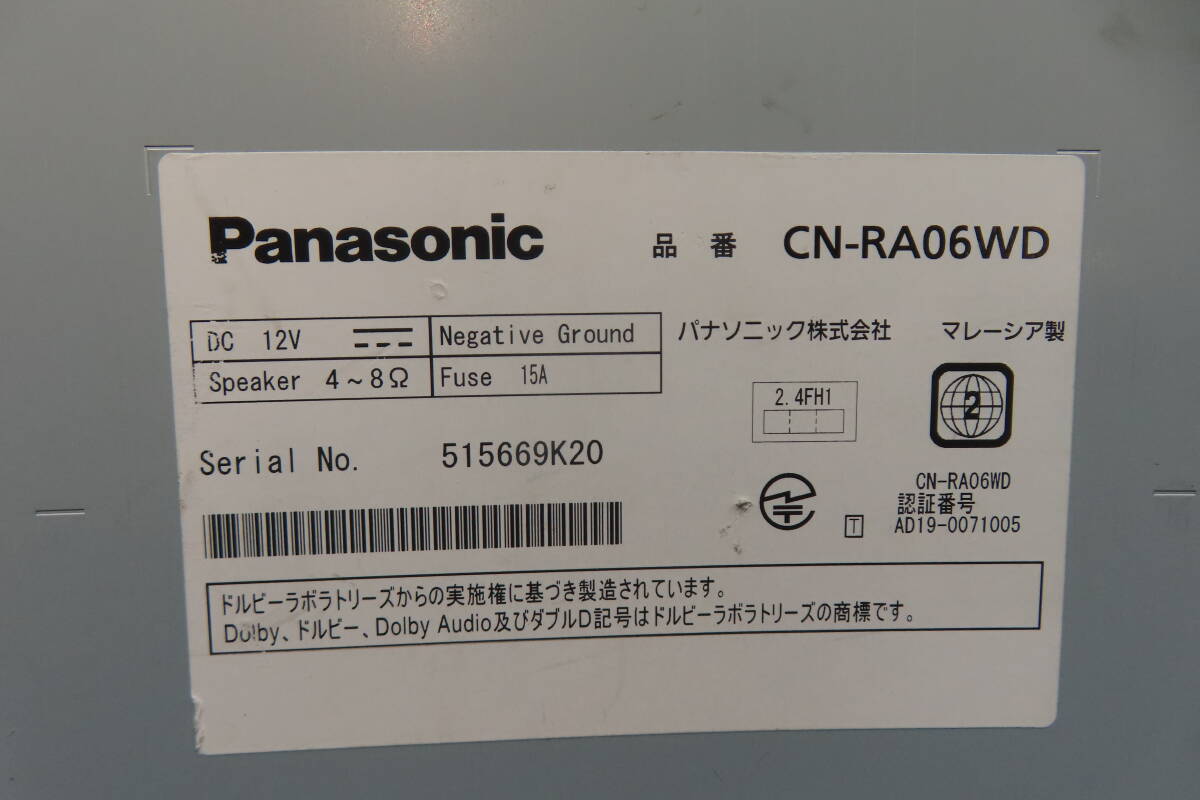 Panasonic 品番 CN-RA06WD
DC 12V Negative Ground
Speaker 4～8Ω Fuse 15A
パナソニック株式会社 マレーシア製
2.4FH1
2
Serial No. 515669K20
CN-RA06WD
認証番号
AD19-0071005
T
ドルビーラボラトリーズからの実施権に基づき製造されています。
Dolby、ドルビー、Dolby Audio及びダブルD記号はドルビーラボラトリーズの商標です。